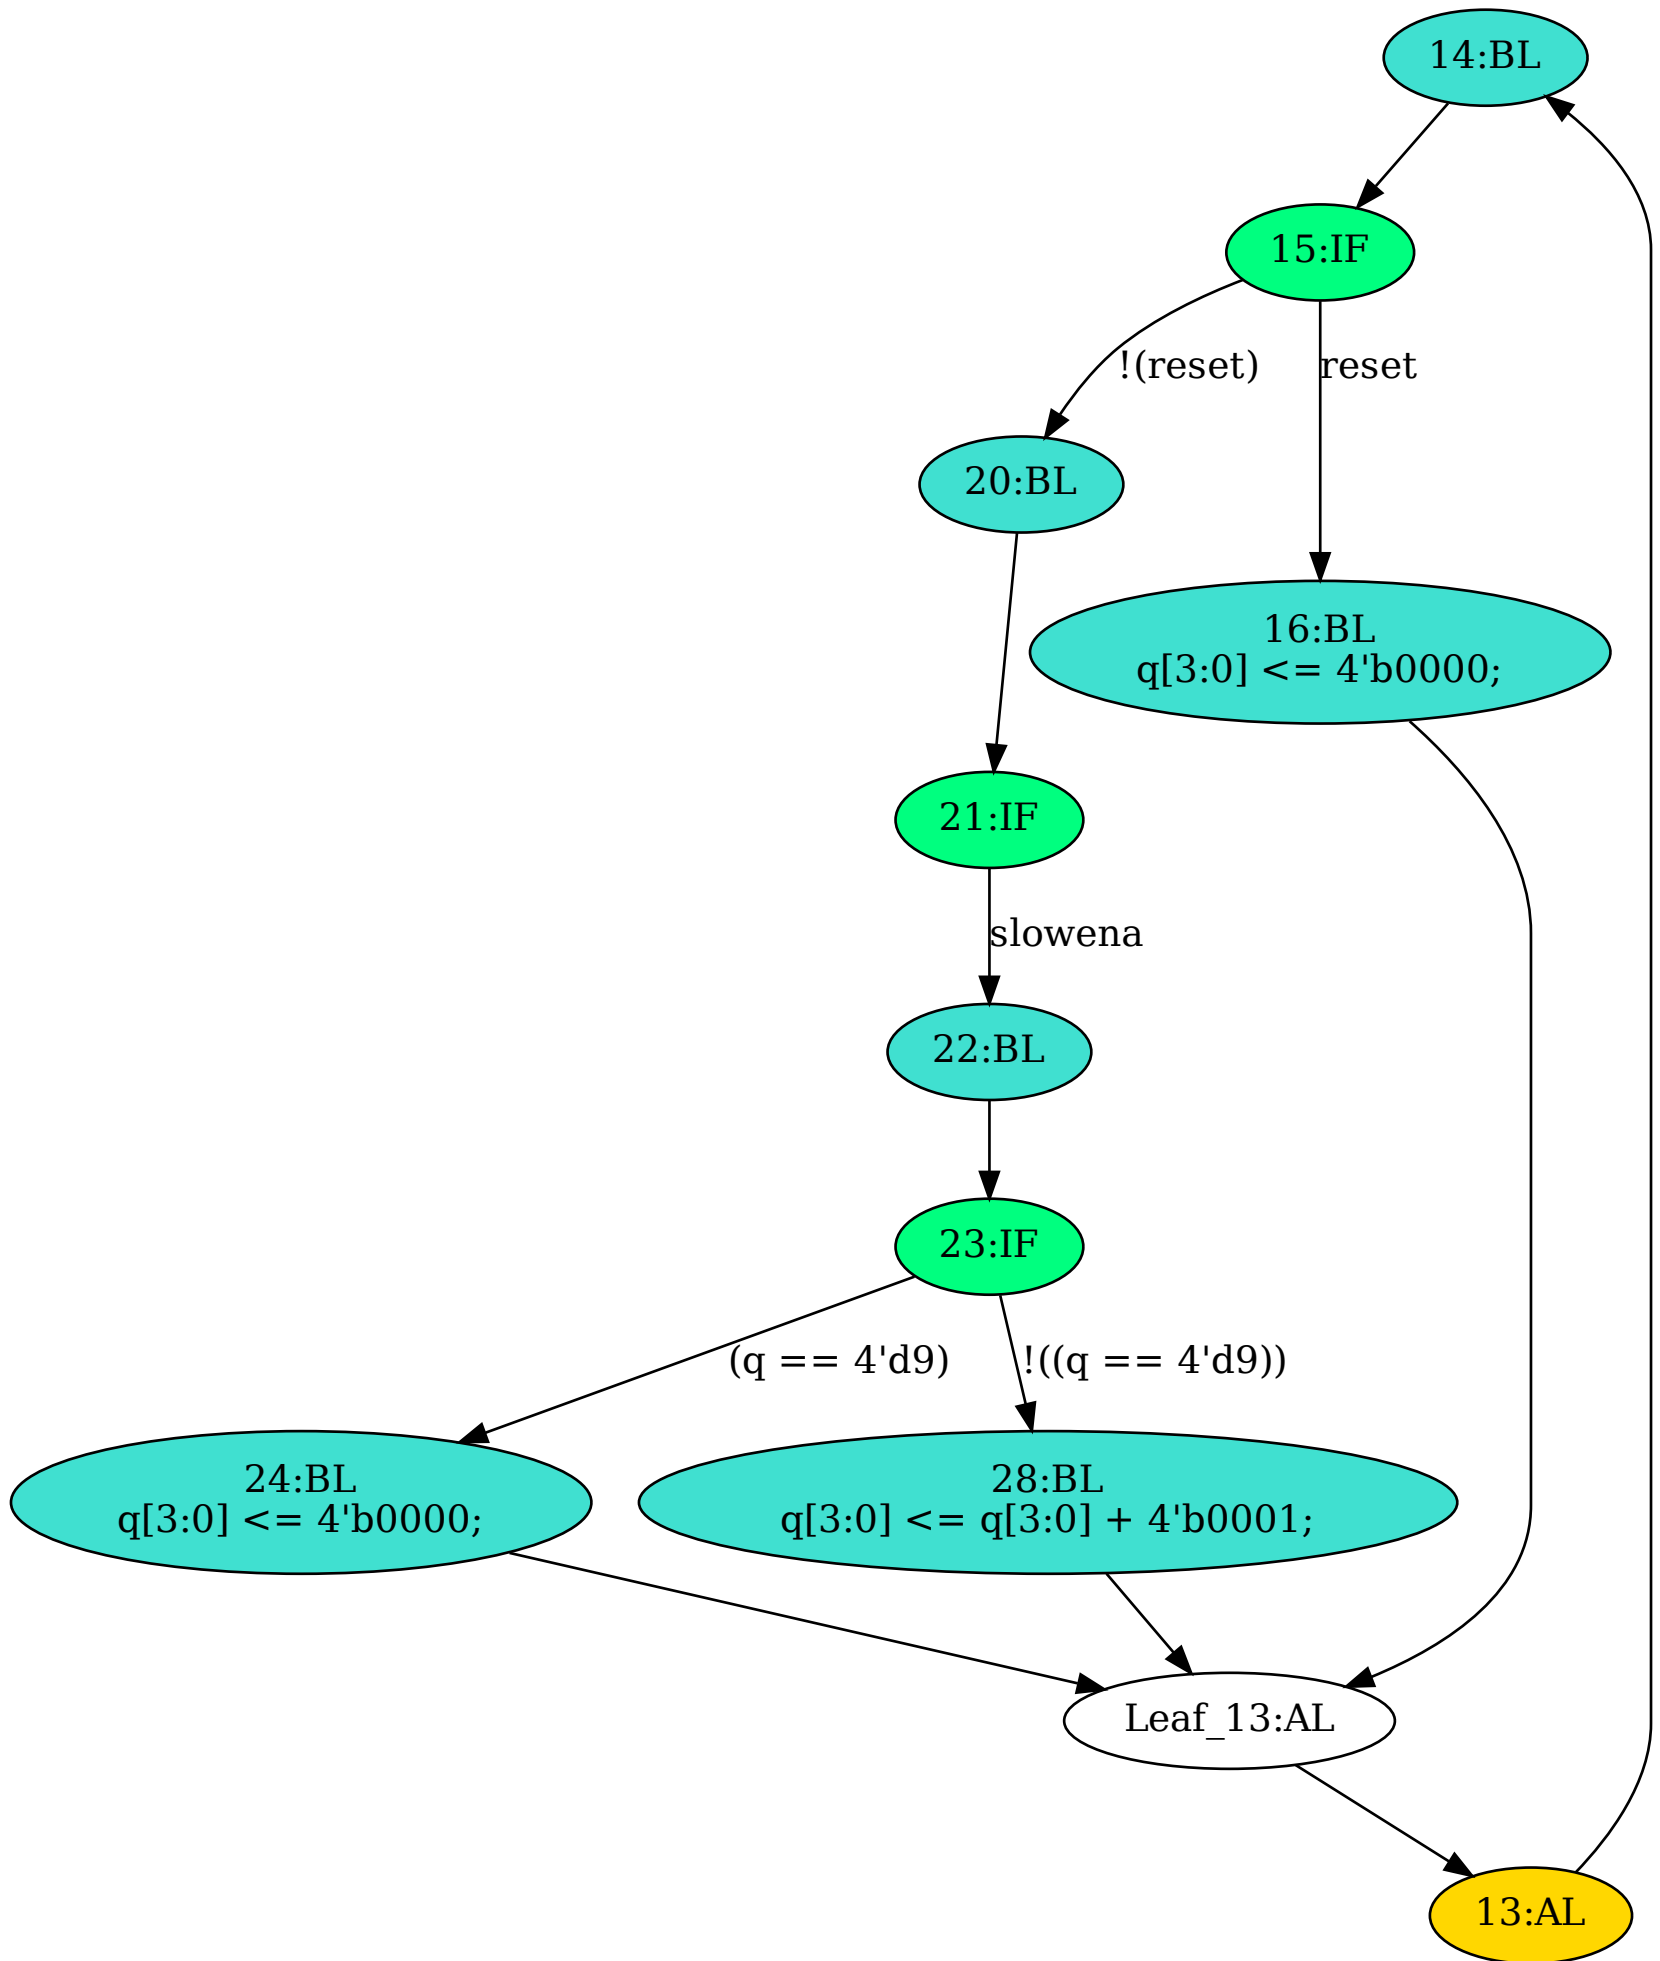 14:BL
15:IF
!(reset)
reset
20:BL
16:BL
q[3:0] <= 4'b0000;
21:IF
slowena
22:BL
23:IF
(q == 4'd9)
!((q == 4'd9))
24:BL
q[3:0] <= 4'b0000;
28:BL
q[3:0] <= q[3:0] + 4'b0001;
Leaf_13:AL
13:AL